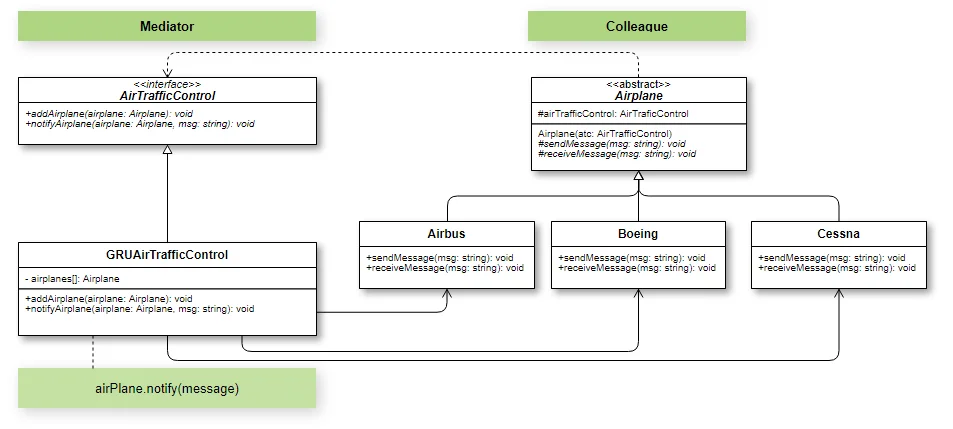 Mediator
Colleague
<<interface>>
AirTrafficControl
+addAirplane(airplane: Airplane): void
+notifyAirplane(airplane: Airplane, msg: string): void
<<abstract>>
Airplane
#airTrafficControl: AirTraficControl
Airplane(atc: AirTrafficControl)
#sendMessage(msg: string): void
#receiveMessage(msg: string): void
GRUAirTrafficControl
- airplanes[]: Airplane
+addAirplane(airplane: Airplane): void
+notifyAirplane(airplane: Airplane, msg: string): void
Airbus
+sendMessage(msg: string): void
+receiveMessage(msg: string): void
Boeing
+sendMessage(msg: string): void
+receiveMessage(msg: string): void
Cessna
+sendMessage(msg: string): void
+receiveMessage(msg: string): void
airPlane.notify(message)